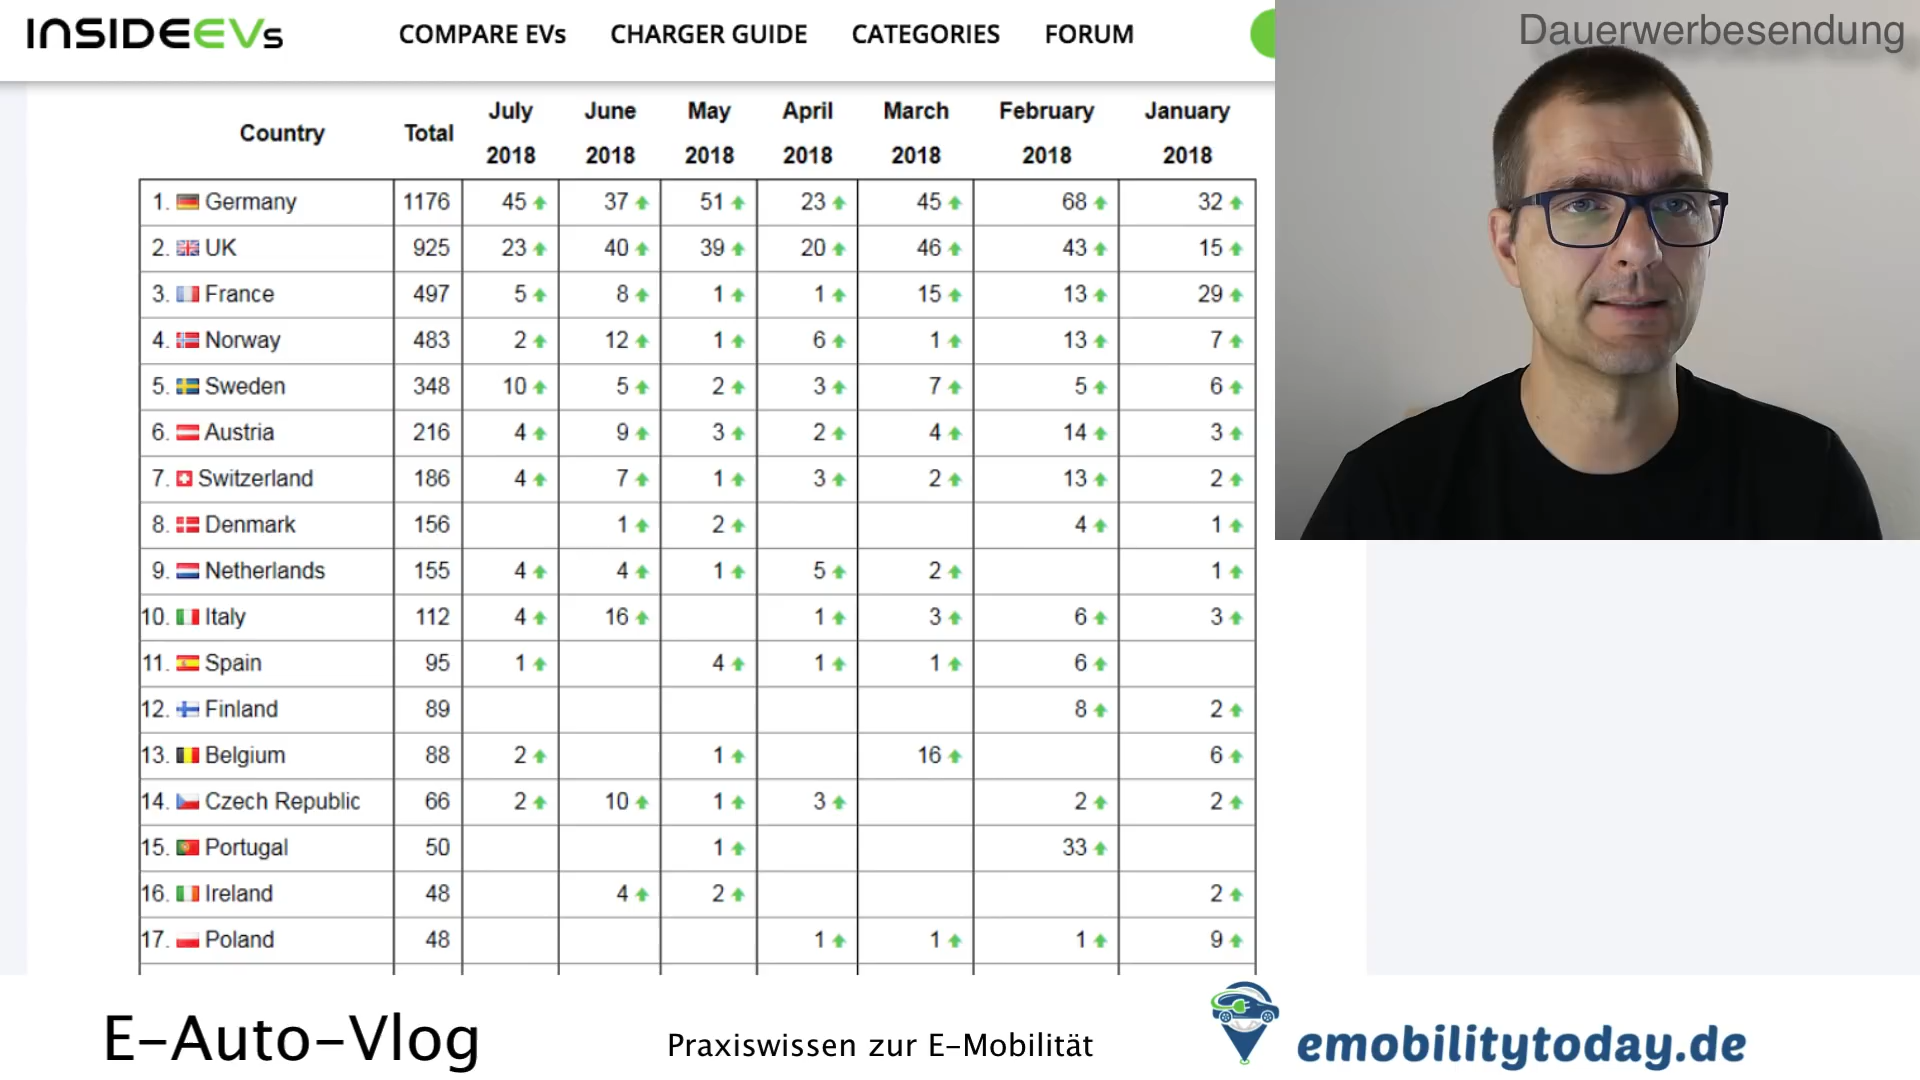 INSIDEEVs COMPARE EVs CHARGER GUIDE CATEGORIES FORUM
Dauerwerbesendung
Country Total July 2018 June 2018 May 2018 April 2018 March 2018 February 2018 January 2018
1. Germany 1176 45 37 51 23 45 68 32
2. UK 925 23 40 39 20 46 43 15
3. France 497 5 8 1 1 15 13 29
4. Norway 483 2 12 1 6 1 13 7
5. Sweden 348 10 5 2 3 7 5 6
6. Austria 216 4 9 3 2 4 14 3
7. Switzerland 186 4 7 1 3 2 13 2
8. Denmark 156 1 2 4 1
9. Netherlands 155 4 4 1 5 2 1
10. Italy 112 4 16 1 3 6 3
11. Spain 95 1 4 1 1 6
12. Finland 89 8 2
13. Belgium 88 2 1 16 6
14. Czech Republic 66 2 10 1 3 2 2
15. Portugal 50 1 33
16. Ireland 48 4 2 2
17. Poland 48 1 1 1 9
E-Auto-Vlog Praxiswissen zur E-Mobilität emobilitytoday.de